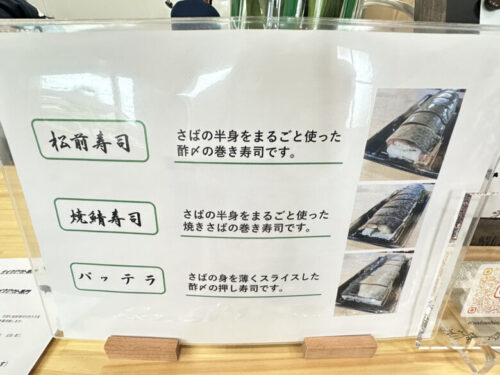 松前寿司
さばの半身をまるごと使った
酢〆の巻き寿司です。
焼鯖寿司
さばの半身をまるごと使った
焼きさばの巻き寿司です。
バッテラ
さばの身を薄くスライスした
酢〆の押し寿司です。